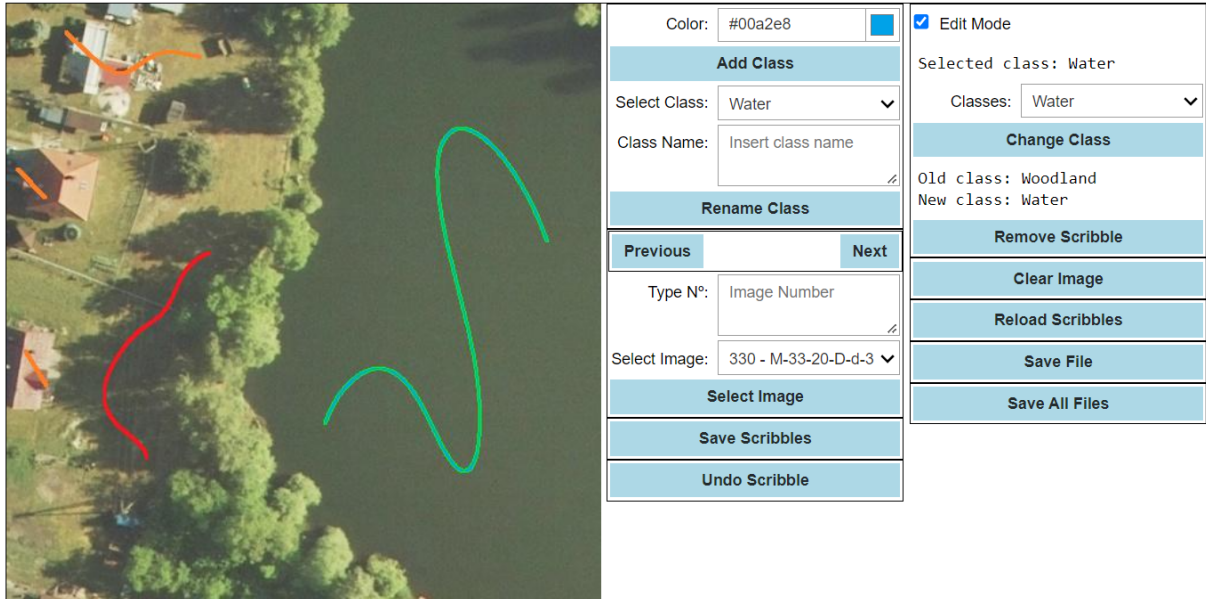 Color: #00a2e8
Add Class
Select Class: Water
Class Name: Insert class name
Rename Class
Previous Next
Type Nº: Image Number
Select Image: 330 - M-33-20-D-d-3
Select Image
Save Scribbles
Undo Scribble
Edit Mode
Selected class: Water
Classes: Water
Change Class
Old class: Woodland
New class: Water
Remove Scribble
Clear Image
Reload Scribbles
Save File
Save All Files